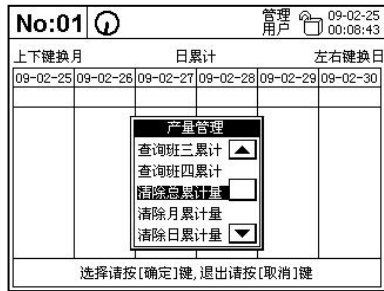 No:01 管理用户 09-02-25 00:08:43
上下键换月 日累计 左右键换日
09-02-25 09-02-26 09-02-27 09-02-28 09-02-29 09-02-30
产量管理
查询班三累计
查询班四累计
清除总累计量
清除月累计量
清除日累计量
选择请按[确定]键,退出请按[取消]键